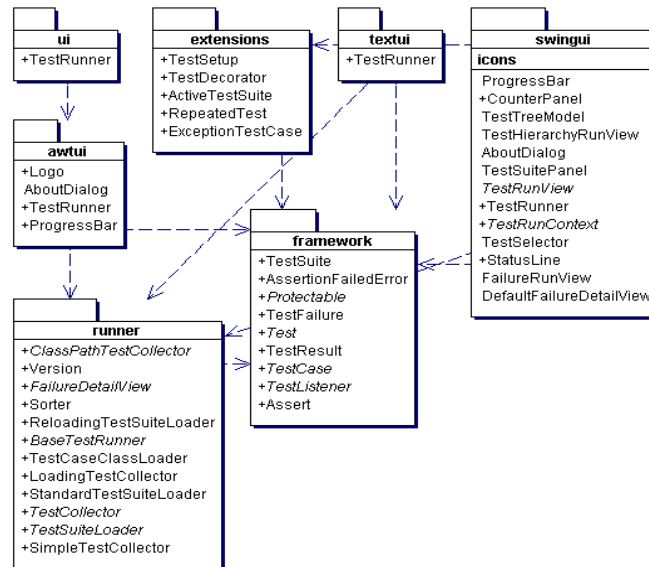 ui
+TestRunner
extensions
+TestSetup
+TestDecorator
+ActiveTestSuite
+RepeatedTest
+ExceptionTestCase
textui
+TestRunner
swingui
icons
ProgressBar
+CounterPanel
TestTreeModel
TestHierarchyRunView
AboutDialog
TestSuitePanel
TestRunView
+TestRunner
+TestRunContext
TestSelector
+StatusLine
FailureRunView
DefaultFailureDetailView
awtui
+Logo
AboutDialog
+TestRunner
+ProgressBar
framework
+TestSuite
+AssertionFailedError
+Protectable
+TestFailure
+Test
+TestResult
+TestCase
+TestListener
+Assert
runner
+ClassPathTestCollector
+Version
+FailureDetailView
+Sorter
+ReloadingTestSuiteLoader
+BaseTestRunner
+TestCaseClassLoader
+LoadingTestCollector
+StandardTestSuiteLoader
+TestCollector
+TestSuiteLoader
+SimpleTestCollector